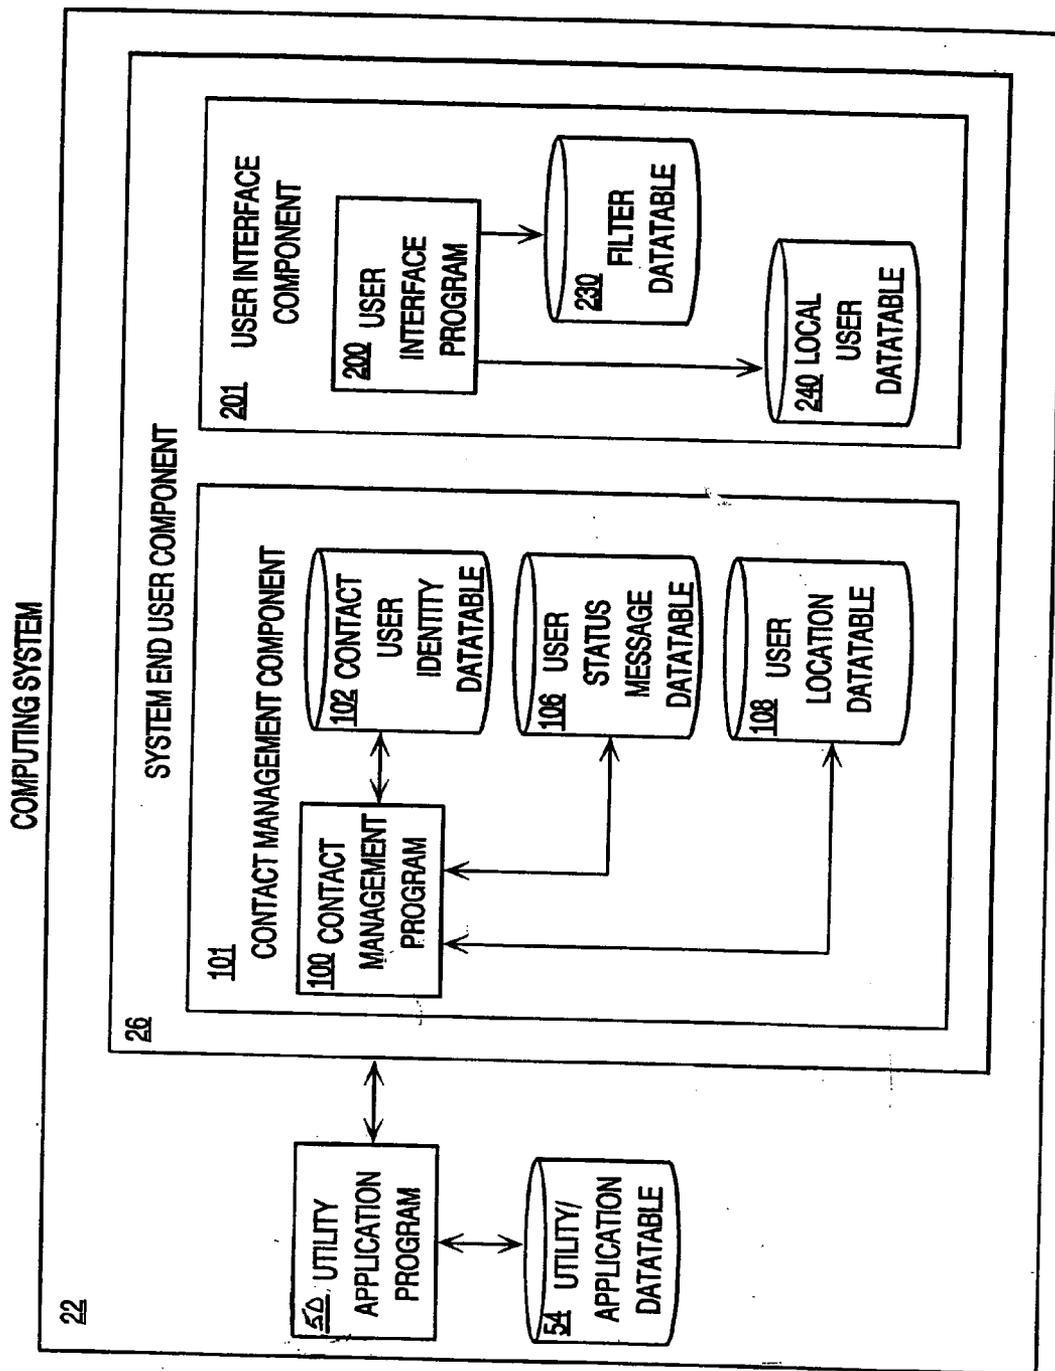 COMPUTING SYSTEM
22
SYSTEM END USER COMPONENT
26
50 UTILITY
APPLICATION
PROGRAM
54 UTILITY/
APPLICATION
DATATABLE
101
CONTACT MANAGEMENT COMPONENT
100 CONTACT
MANAGEMENT
PROGRAM
102 CONTACT
USER
IDENTITY
DATATABLE
106 USER
STATUS
MESSAGE
DATATABLE
108 USER
LOCATION
DATATABLE
201
USER INTERFACE
COMPONENT
200 USER
INTERFACE
PROGRAM
230 FILTER
DATATABLE
240 LOCAL
USER
DATATABLE